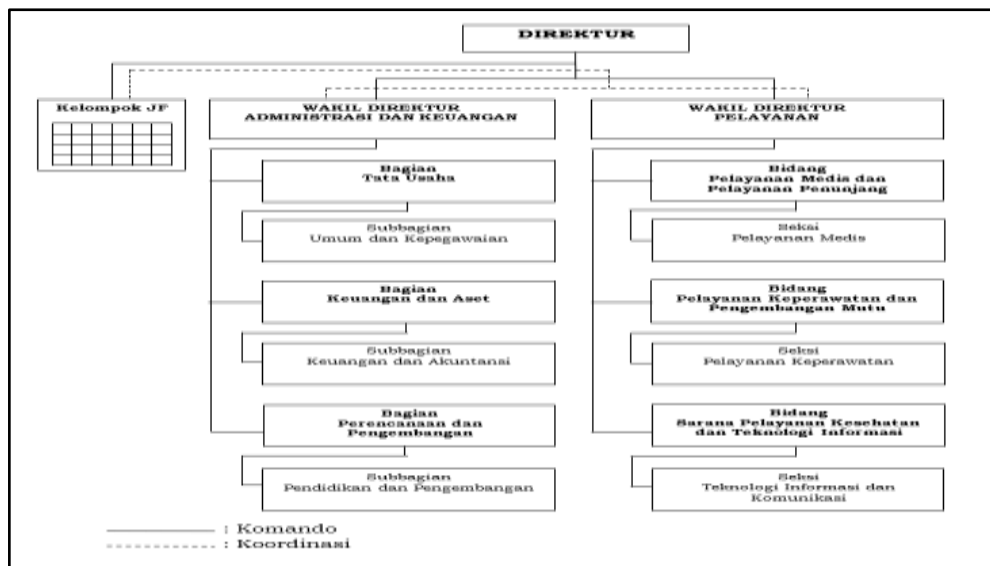 DIREKTUR
Kelompok JF
WAKIL DIREKTUR
ADMINISTRASI DAN KEUANGAN
WAKIL DIREKTUR
PELAYANAN
Bagian
Tata Usaha
Subbagian
Umum dan Kepegawaian
Bagian
Keuangan dan Aset
Subbagian
Keuangan dan Akuntansi
Bagian
Perencanaan dan
Pengembangan
Subbagian
Pendidikan dan Pengembangan
Bidang
Pelayanan Medis dan
Pelayanan Penunjang
Seksi
Pelayanan Medis
Bidang
Pelayanan Keperawatan dan
Pengembangan Mutu
Seksi
Pelayanan Keperawatan
Bidang
Sarana Pelayanan Kesehatan
dan Teknologi Informasi
Seksi
Teknologi Informasi dan
Komunikasi
: Komando
: Koordinasi